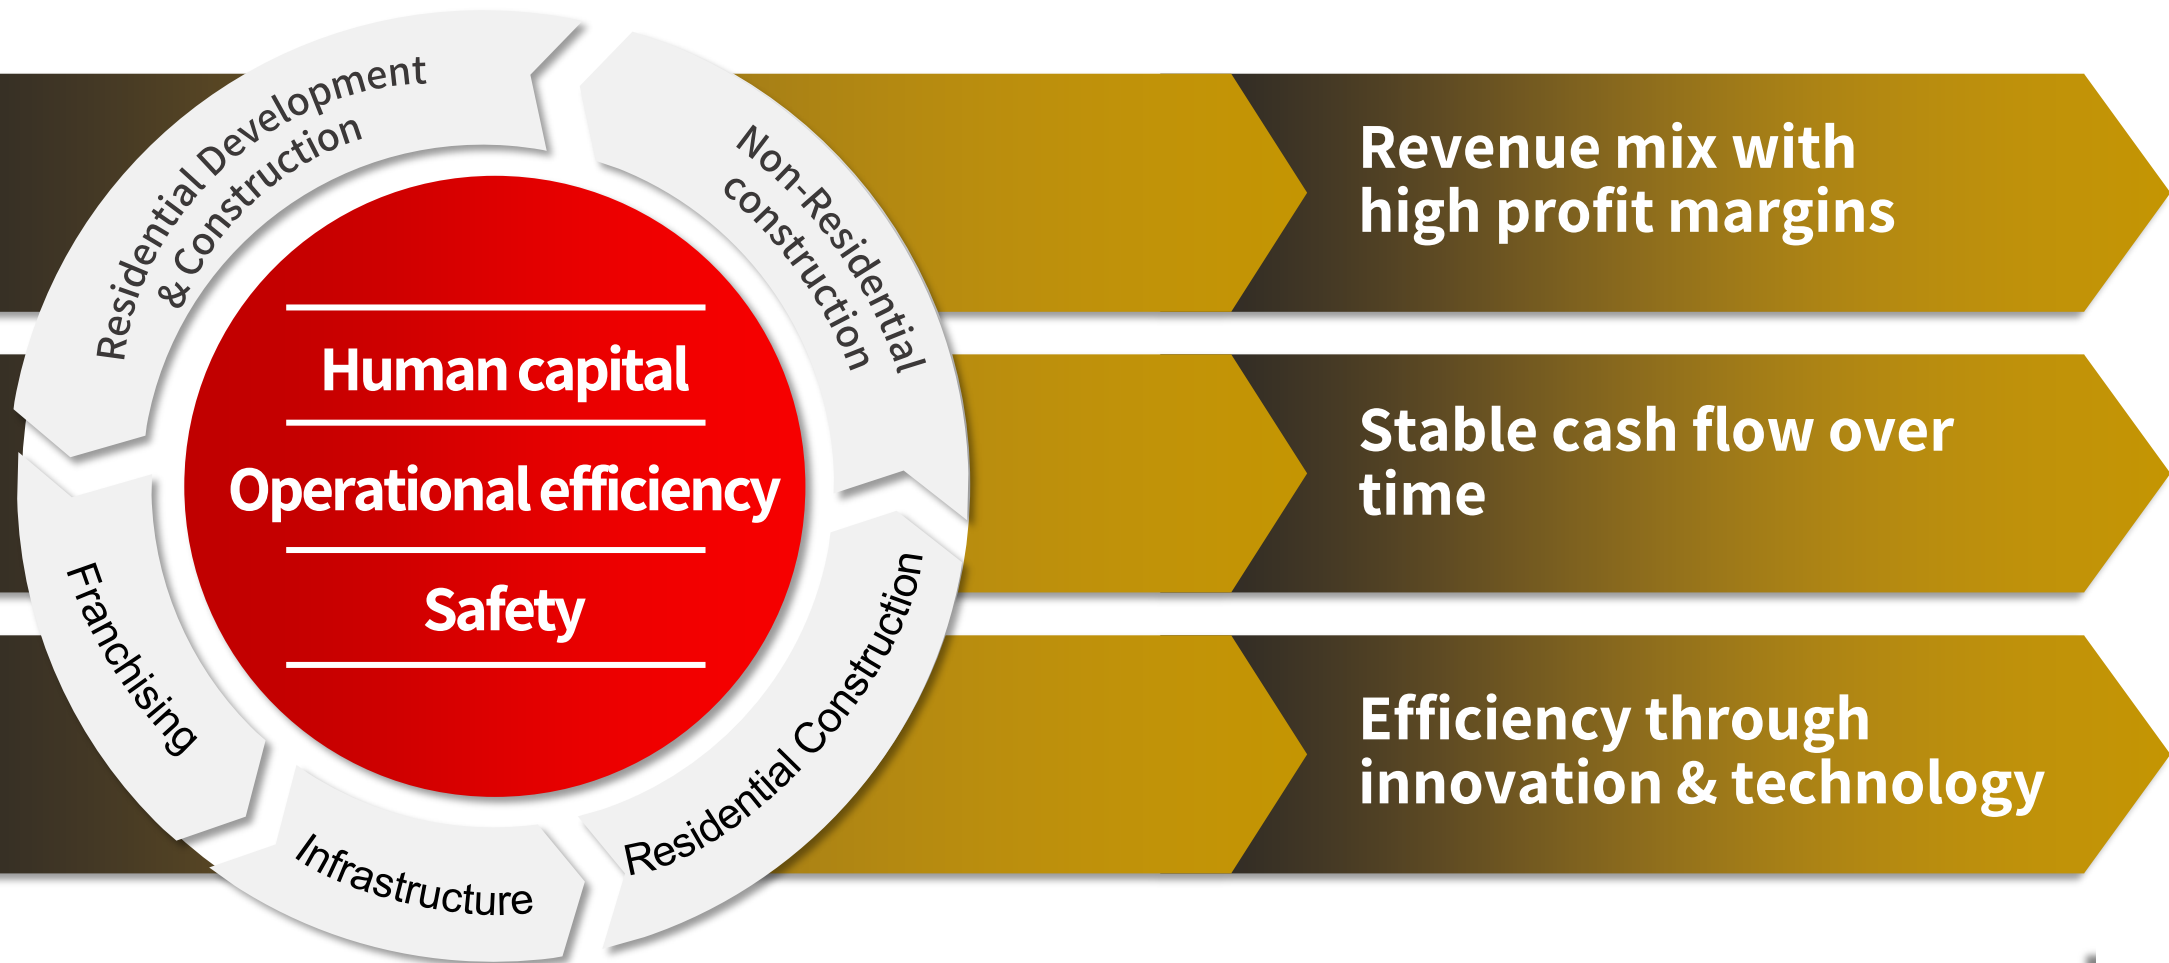 Residential Development
& Construction
Non-Residential
construction
Human capital
Operational efficiency
Safety
Franchising
Infrastructure
Residential Construction
Revenue mix with
high profit margins
Stable cash flow over
time
Efficiency through
innovation & technology